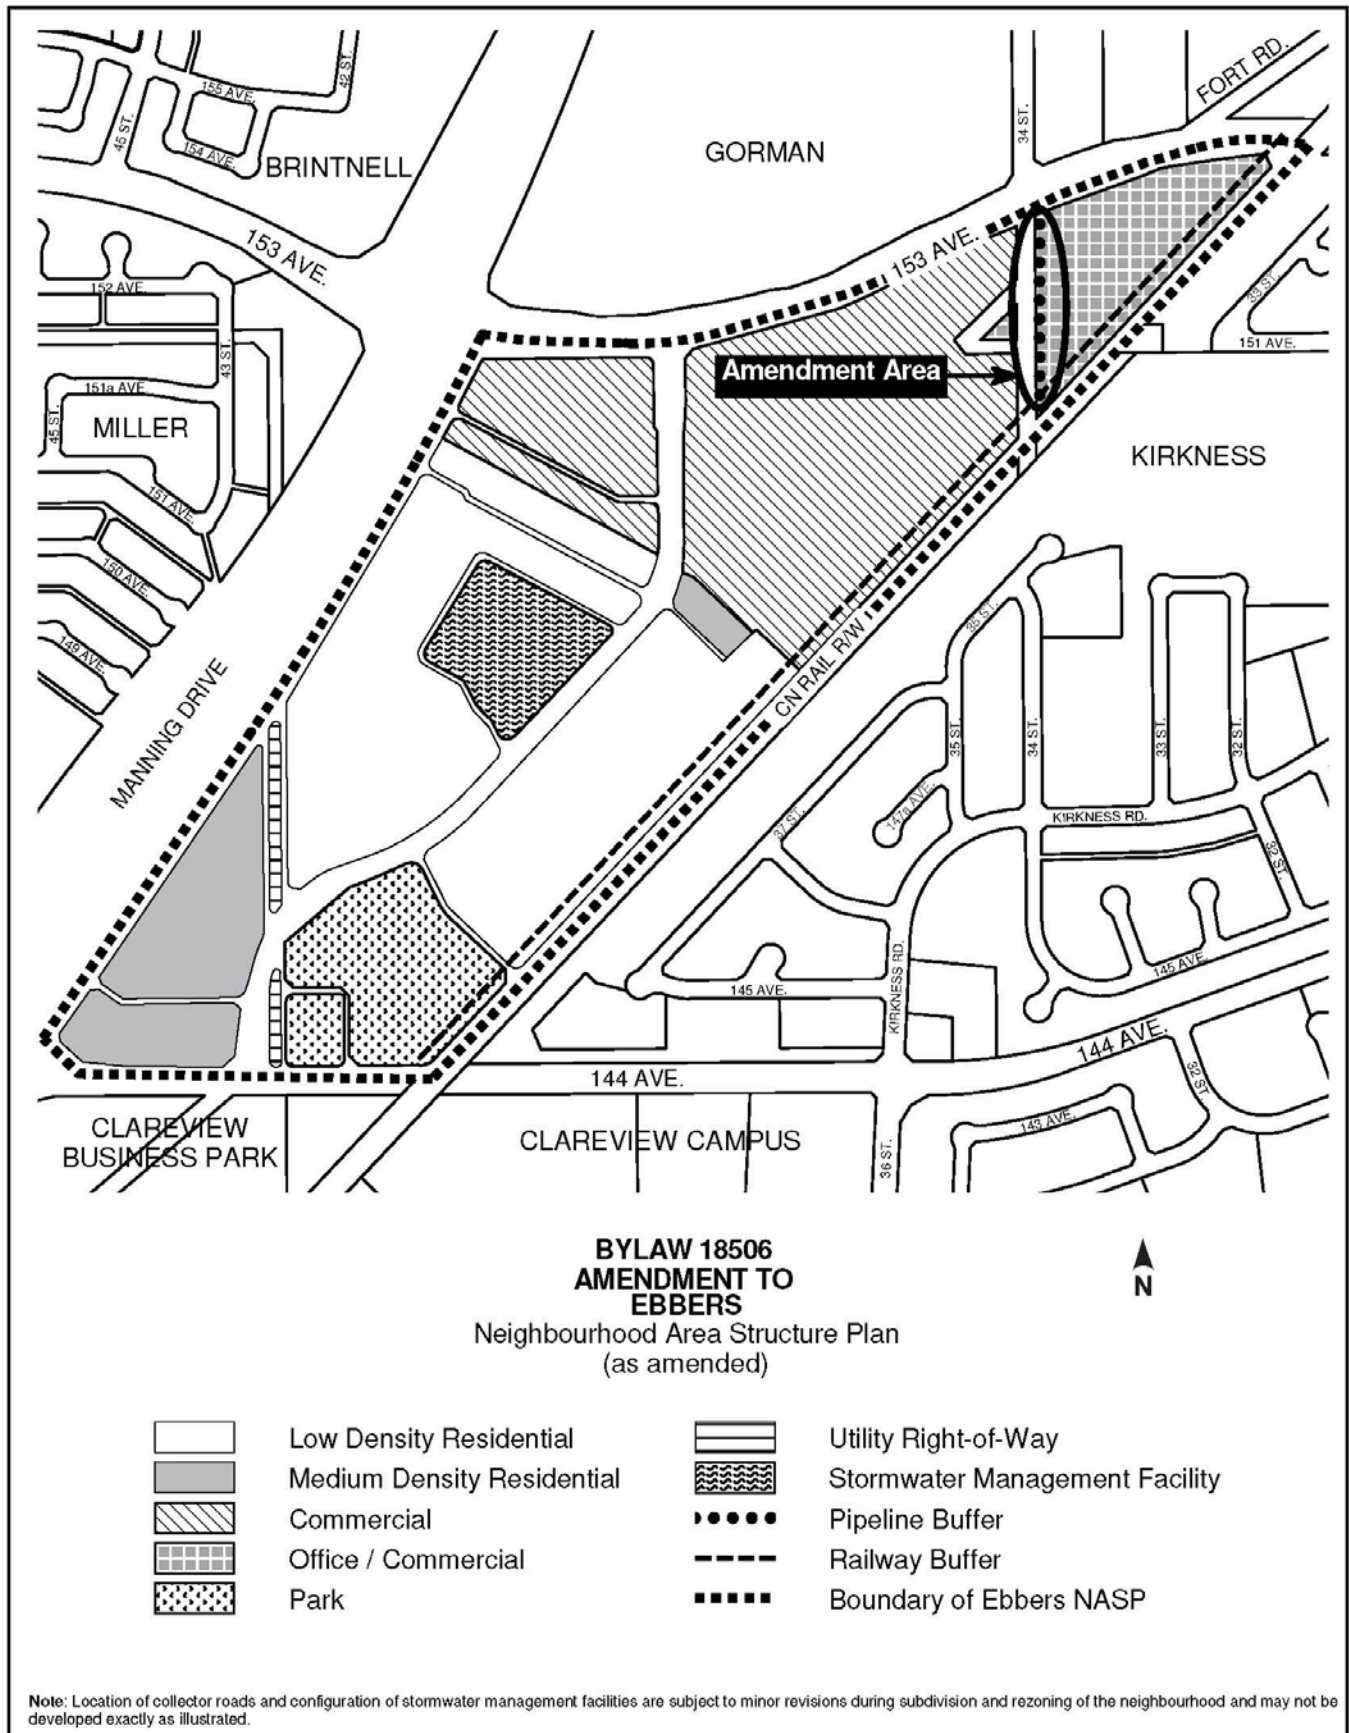 155 AVE.
42 ST.
45 ST.
154 AVE.
BRINTNELL
GORMAN
34 ST.
FORT RD.
153 AVE.
153 AVE.
152 AVE.
43 ST.
33 ST.
151 AVE.
Amendment Area
151a AVE
45 ST.
MILLER
KIRKNESS
151 AVE.
150 AVE.
149 AVE.
35 ST.
CN RAIL R/W
MANNING DRIVE
35 ST.
34 ST.
33 ST.
32 ST.
147a AVE.
37 ST.
KIRKNESS RD.
32 ST.
KIRKNESS RD.
145 AVE.
145 AVE.
144 AVE.
144 AVE.
32 ST
143 AVE.
36 ST.
CLAREVIEW
BUSINESS PARK
CLAREVIEW CAMPUS
BYLAW 18506
AMENDMENT TO
EBBERS
Neighbourhood Area Structure Plan
(as amended)
N
Low Density Residential
Medium Density Residential
Commercial
Office / Commercial
Park
Utility Right-of-Way
Stormwater Management Facility
Pipeline Buffer
Railway Buffer
Boundary of Ebbers NASP
Note: Location of collector roads and configuration of stormwater management facilities are subject to minor revisions during subdivision and rezoning of the neighbourhood and may not be
developed exactly as illustrated.